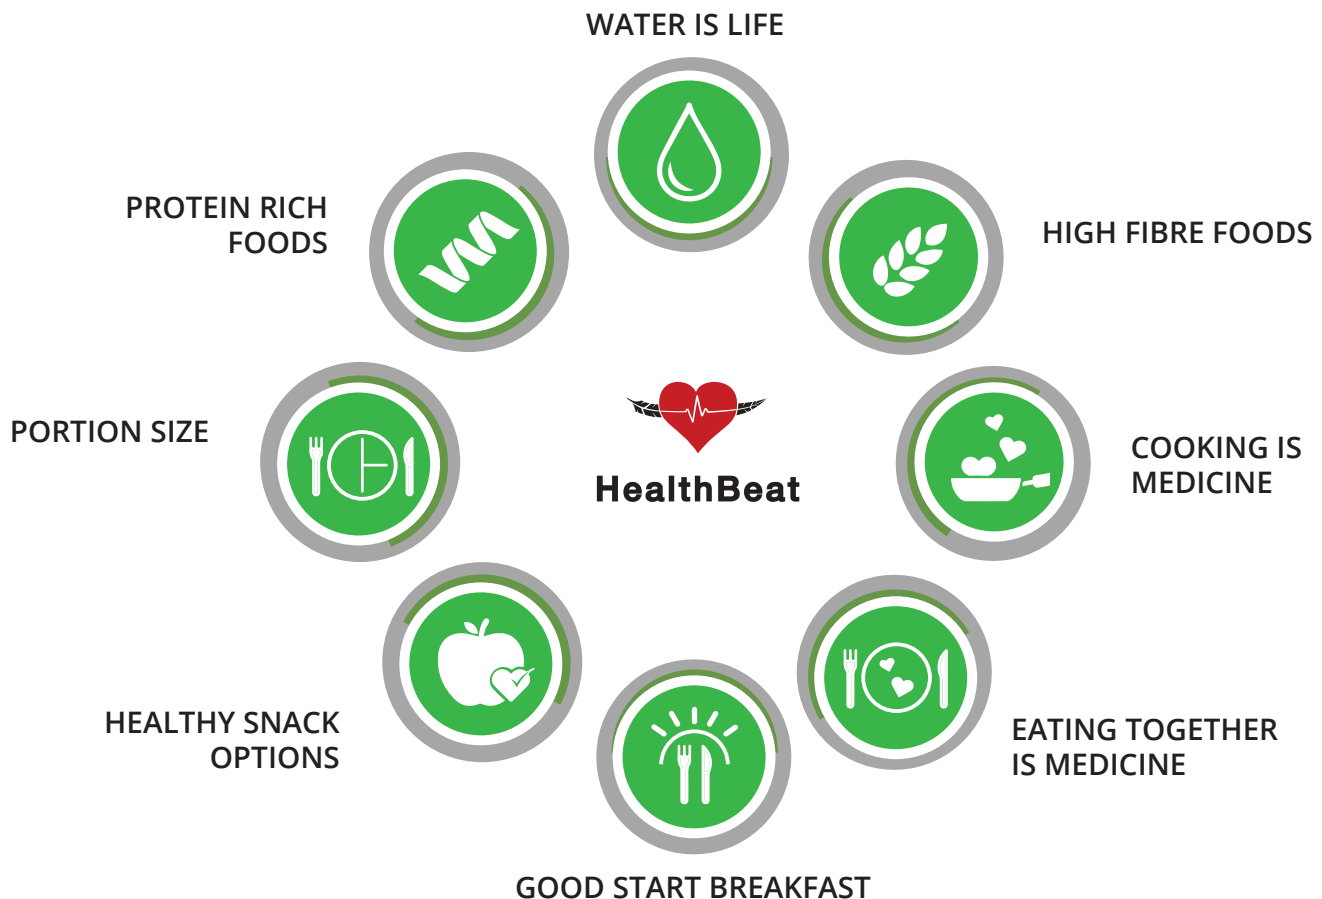 WATER IS LIFE
PROTEIN RICH
FOODS
HIGH FIBRE FOODS
PORTION SIZE
COOKING IS
MEDICINE
HealthBeat
HEALTHY SNACK
OPTIONS
EATING TOGETHER
IS MEDICINE
GOOD START BREAKFAST